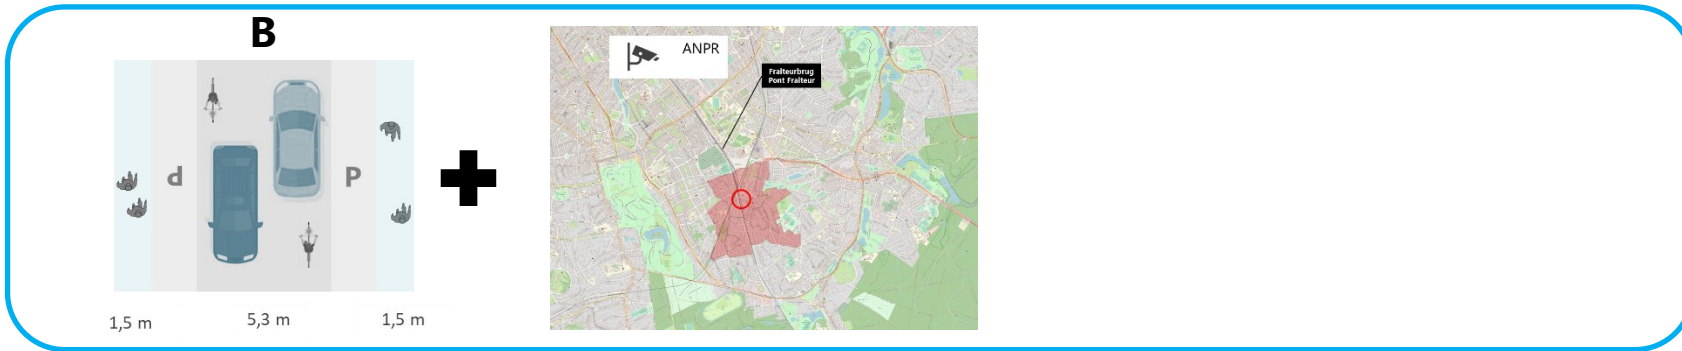 B
P
P
1,5 m
5,3 m
1,5 m
ANPR
Fraiteurbrug
Pont Fraiteur